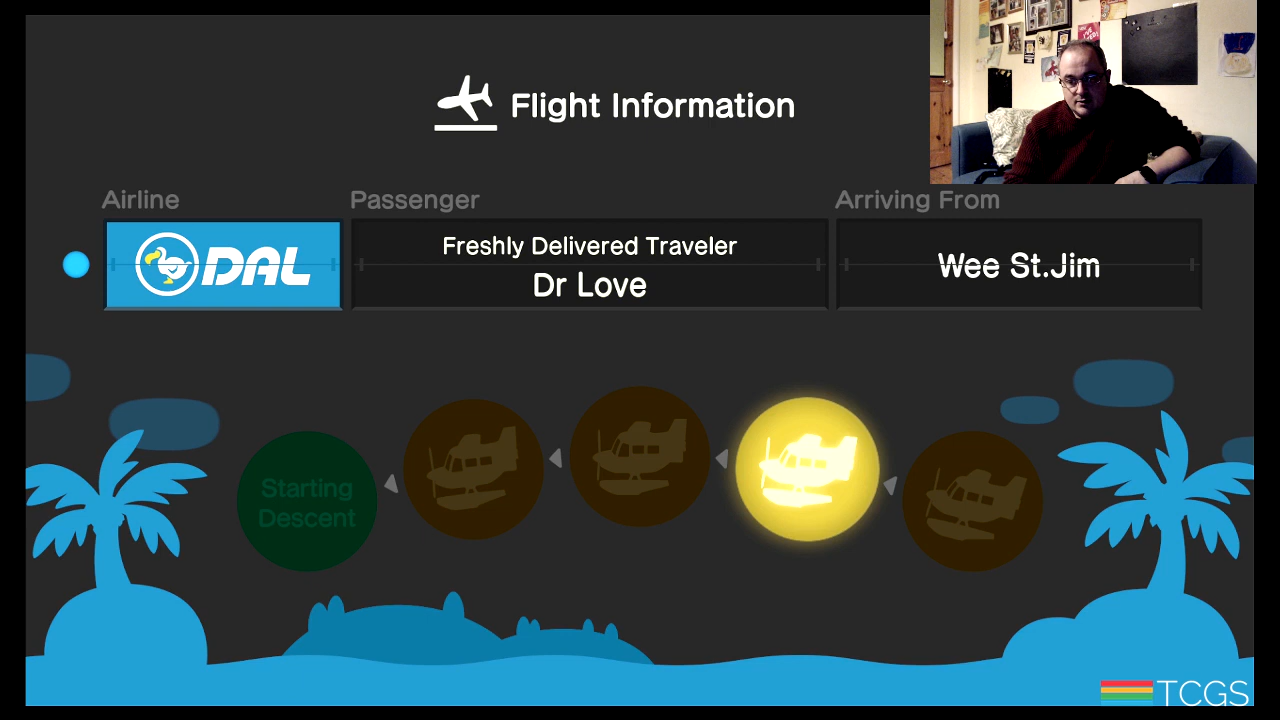 Flight Information
Airline
Passenger
Arriving From
DAL
Freshly Delivered Traveler
Dr Love
Wee St.Jim
Starting
Descent
TCGS